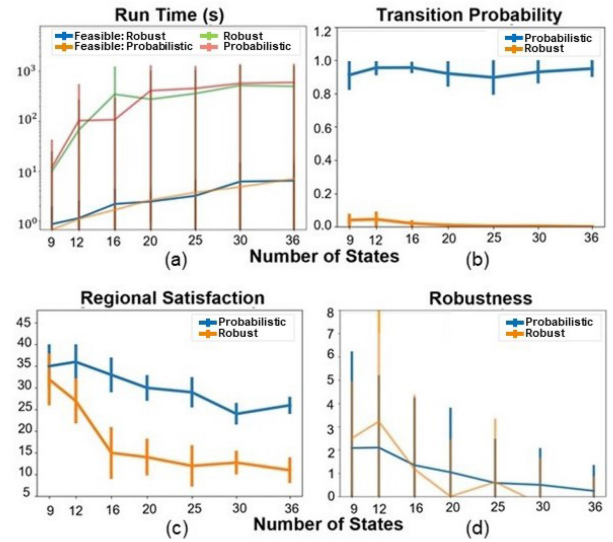 Run Time (s)
Feasible: Robust
Robust
Feasible: Probabilistic
Probabilistic
10³
10²
10¹
10⁰
9 12 16 20 25 30 36
(a)
Transition Probability
Probabilistic
Robust
1.2
1.0
0.8
0.6
0.4
0.2
0.0
9 12 16 20 25 30 36
(b)
Number of States
Regional Satisfaction
Probabilistic
Robust
45
40
35
30
25
20
15
10
5
9 12 16 20 25 30 36
(c)
Robustness
Probabilistic
Robust
8
7
6
5
4
3
2
1
0
9 12 16 20 25 30 36
(d)
Number of States